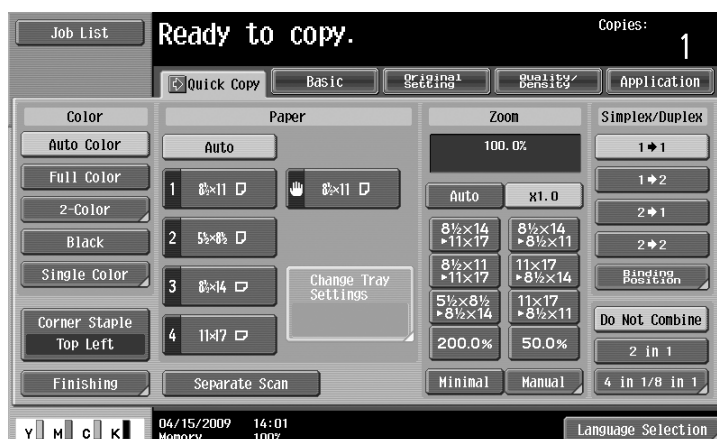 Job List
Ready to copy.
Copies:
1
Quick Copy
Basic
Original Setting
Quality/ Density
Application
Color
Auto Color
Full Color
2-Color
Black
Single Color
Corner Staple
Top Left
Finishing
Paper
Auto
1 8½×11
8½×11
2 5½×8½
3 8½×14
4 11×17
Change Tray
Settings
Separate Scan
Zoom
100.0%
Auto
x1.0
8½×14
▸11×17
8½×14
▸8½×11
8½×11
▸11×17
11×17
▸8½×14
5½×8½
▸8½×14
11×17
▸8½×11
200.0%
50.0%
Minimal
Manual
Simplex/Duplex
1➧1
1➧2
2➧1
2➧2
Binding
Position
Do Not Combine
2 in 1
4 in 1/8 in 1
Y M C K
04/15/2009 14:01
Memory 100%
Language Selection